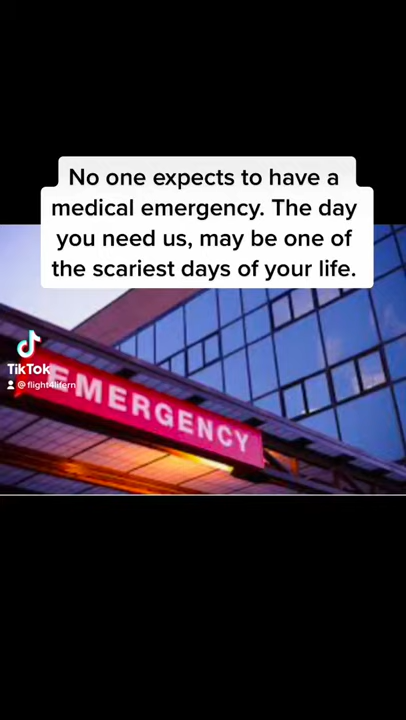 No one expects to have a
medical emergency. The day
you need us, may be one of
the scariest days of your life.
TikTok
@flight4lifern
EMERGENCY